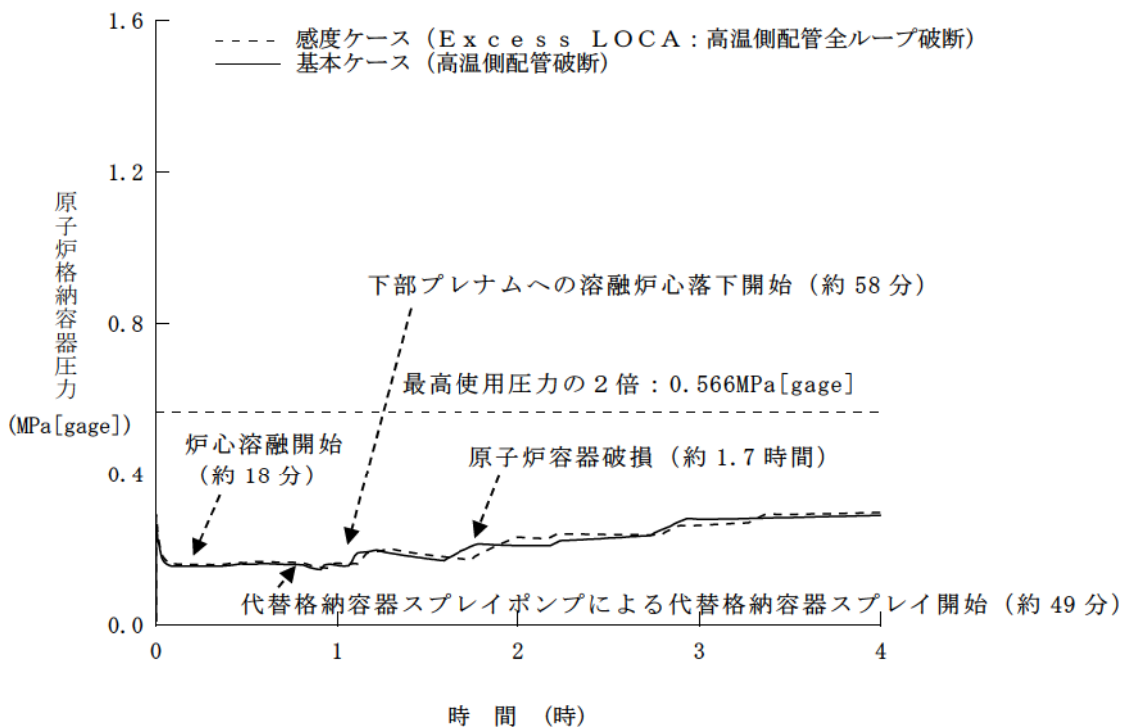 1.6
感度ケース（Ｅｘｃｅｓｓ LOCA：高温側配管全ループ破断）
基本ケース（高温側配管破断）
1.2
原子炉格納容器圧力
(MPa[gage])
下部プレナムへの溶融炉心落下開始（約 58 分）
0.8
最高使用圧力の２倍：0.566MPa[gage]
炉心溶融開始
（約 18 分）
原子炉容器破損（約 1.7 時間）
0.4
代替格納容器スプレイポンプによる代替格納容器スプレイ開始（約 49 分）
0.0
0 1 2 3 4
時 間 (時)